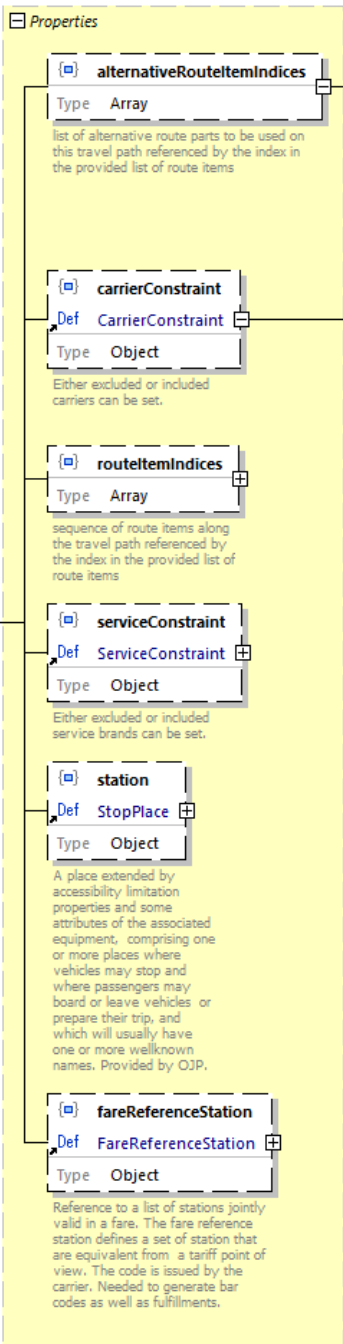 Properties
alternativeRouteItemIndices
Type Array
list of alternative route parts to be used on
this travel path referenced by the index in
the provided list of route items
carrierConstraint
Def CarrierConstraint
Type Object
Either excluded or included
carriers can be set.
routeItemIndices
Type Array
sequence of route items along
the travel path referenced by
the index in the provided list of
route items
serviceConstraint
Def ServiceConstraint
Type Object
Either excluded or included
service brands can be set.
station
Def StopPlace
Type Object
A place extended by
accessibility limitation
properties and some
attributes of the associated
equipment, comprising one
or more places where
vehicles may stop and
where passengers may
board or leave vehicles or
prepare their trip, and
which will usually have
one or more wellknown
names. Provided by OJP.
fareReferenceStation
Def FareReferenceStation
Type Object
Reference to a list of stations jointly
valid in a fare. The fare reference
station defines a set of station that
are equivalent from a tariff point of
view. The code is issued by the
carrier. Needed to generate bar
codes as well as fulfillments.